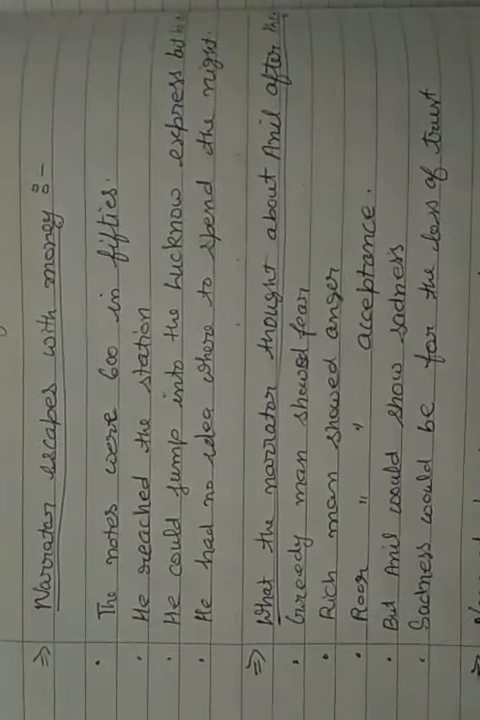 ⇒ Narrator escapes with money :-
• The notes were 600 in fifties.
• He reached the station
• He could jump into the Lucknow express but he
• He had no idea where to spend the night.
⇒ What the narrator thought about Anil after
• Greedy man showed fear
• Rich man showed anger
• Poor " " acceptance.
• But Anil would show sadness
• Sadness would be for the loss of trust